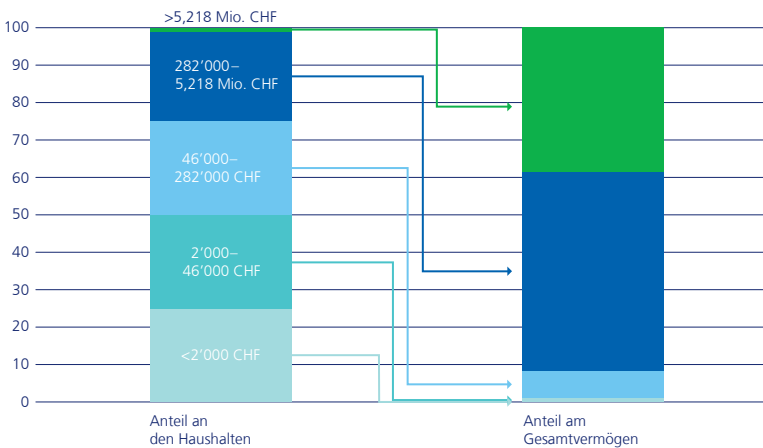 >5,218 Mio. CHF
100
90
80
70
60
50
40
30
20
10
0
282’000–
5,218 Mio. CHF
46’000–
282’000 CHF
2’000–
46’000 CHF
<2’000 CHF
Anteil an
den Haushalten
Anteil am
Gesamtvermögen